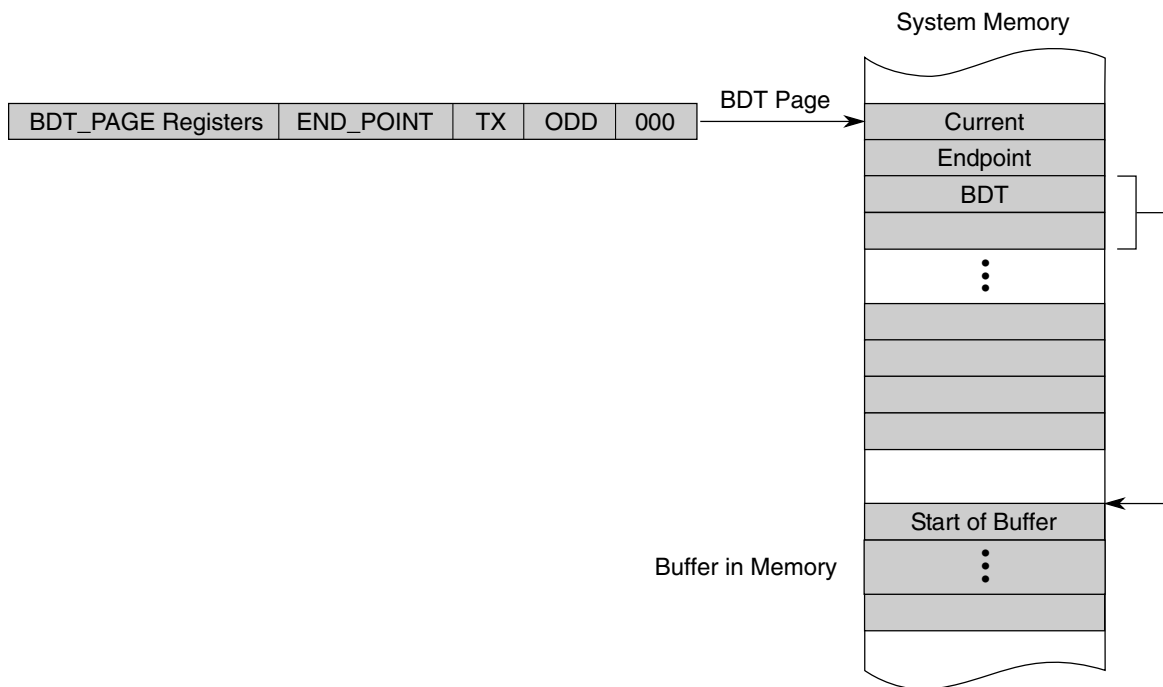 System Memory
BDT_PAGE Registers END_POINT TX ODD 000
BDT Page
Current
Endpoint
BDT
Start of Buffer
Buffer in Memory